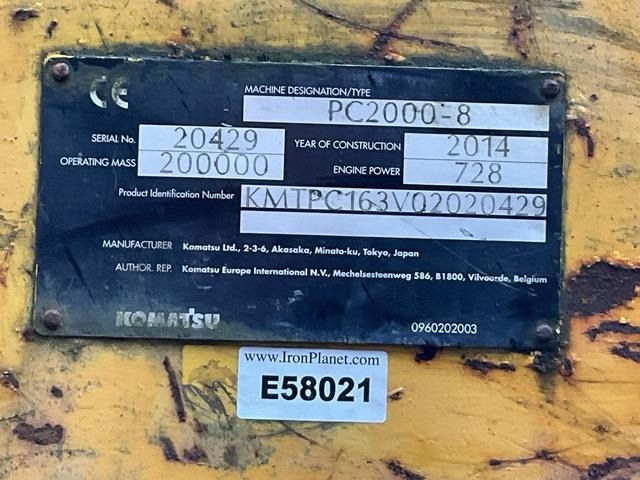 CE
MACHINE DESIGNATION/TYPE
PC2000-8
SERIAL No. 20429 YEAR OF CONSTRUCTION 2014
OPERATING MASS 200000 ENGINE POWER 728
Product Identification Number KMTPC163V02020429
MANUFACTURER Komatsu Ltd., 2-3-6, Akasaka, Minato-ku, Tokyo, Japan
AUTHOR. REP. Komatsu Europe International N.V., Mechelsesteenweg 586, B1800, Vilvoorde, Belgium
KOMATSU 0960202003
www.IronPlanet.com
E58021